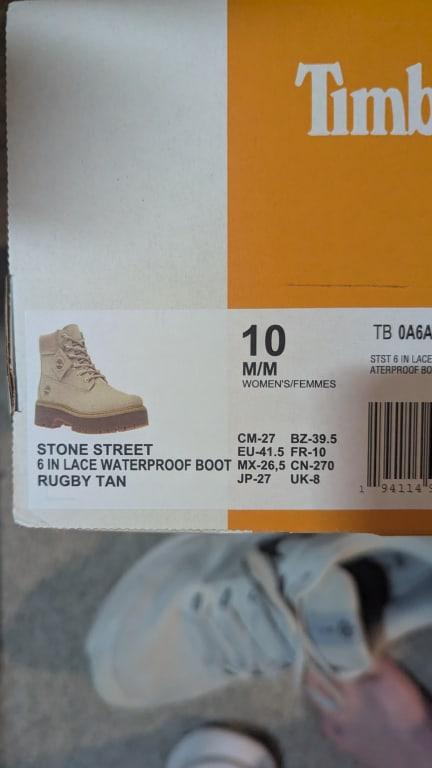 Timb
10
M/M
WOMEN'S/FEMMES
TB 0A6A
STST 6 IN LACE
ATERPROOF BO
STONE STREET
6 IN LACE WATERPROOF BOOT
RUGBY TAN
CM-27 BZ-39.5
EU-41.5 FR-10
MX-26,5 CN-270
JP-27 UK-8
1 94114 9